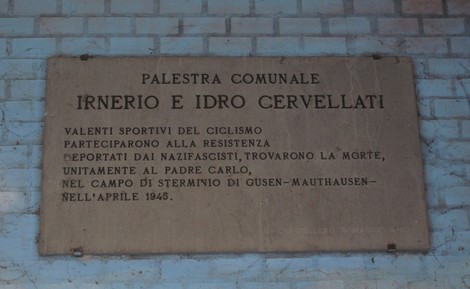 PALESTRA COMUNALE
IRNERIO E IDRO CERVELLATI
VALENTI SPORTIVI DEL CICLISMO
PARTECIPARONO ALLA RESISTENZA
DEPORTATI DAI NAZIFASCISTI, TROVARONO LA MORTE,
UNITAMENTE AL PADRE CARLO,
NEL CAMPO DI STERMINIO DI GUSEN-MAUTHAUSEN-
NELL'APRILE 1945.